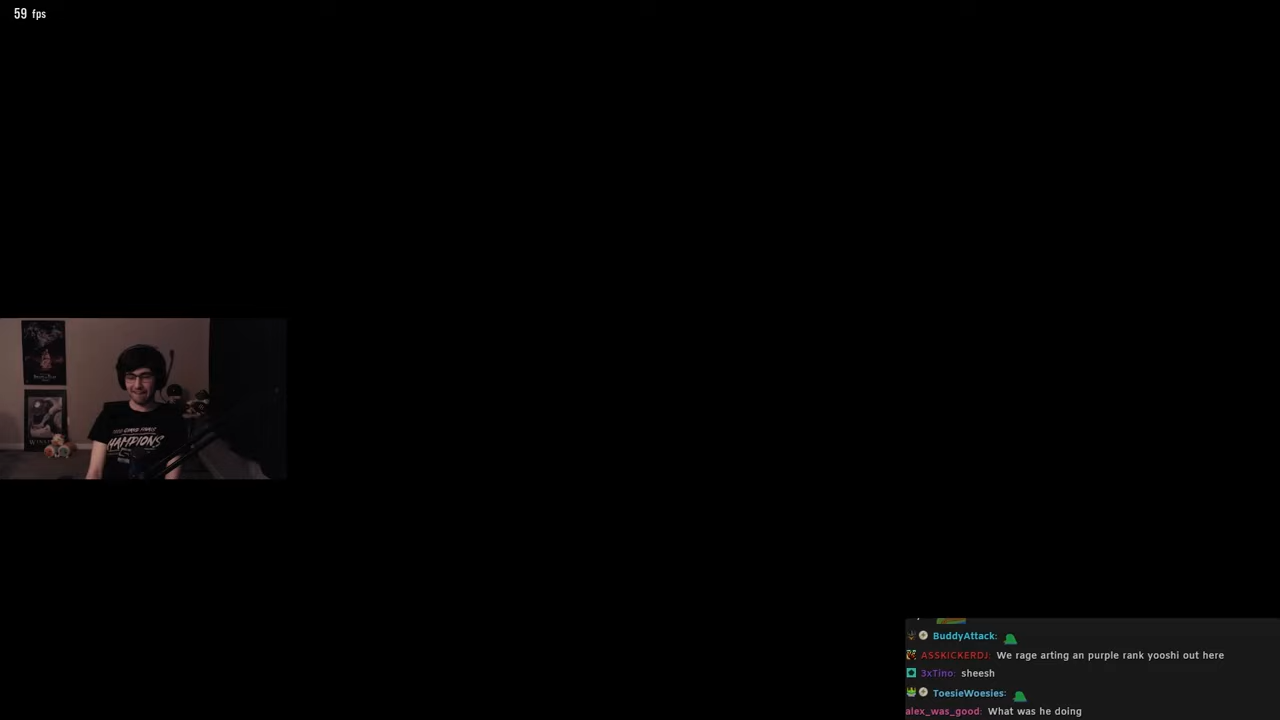 59 fps
CHAMPIONS
BuddyAttack:
ASSKICKERDJ: We rage arting an purple rank yooshi out here
3xTino: sheesh
ToesieWoesies:
alex_was_good: What was he doing